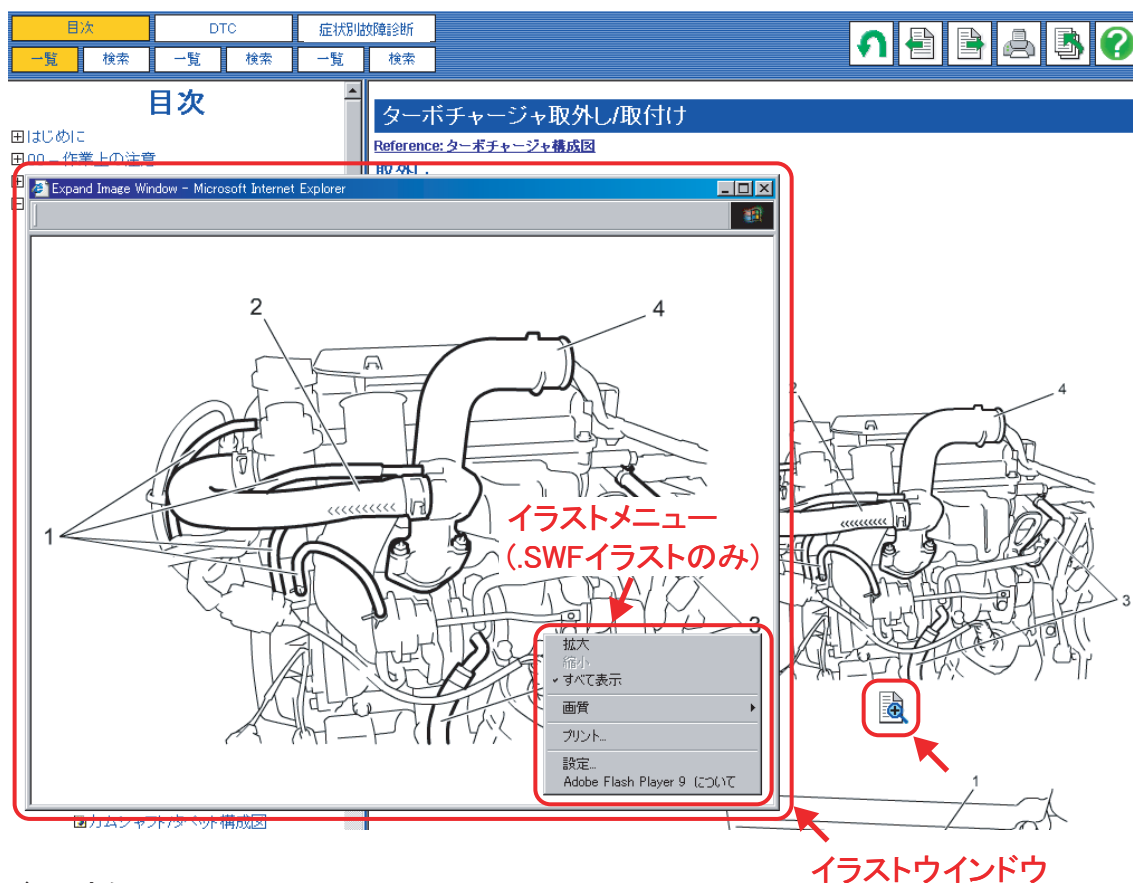 目次
DTC
症状別故障診断
一覧
検索
一覧
検索
一覧
検索
目次
はじめに
00 – 作業上の注意
ターボチャージャ取外し/取付け
Reference: ターボチャージャ構成図
取外し
Expand Image Window - Microsoft Internet Explorer
2
4
1
3
イラストメニュー
(.SWFイラストのみ)
拡大
縮小
すべて表示
画質
プリント...
設定...
Adobe Flash Player 9 について
2
4
3
1
カムシャフト/タペット構成図
イラストウインドウ